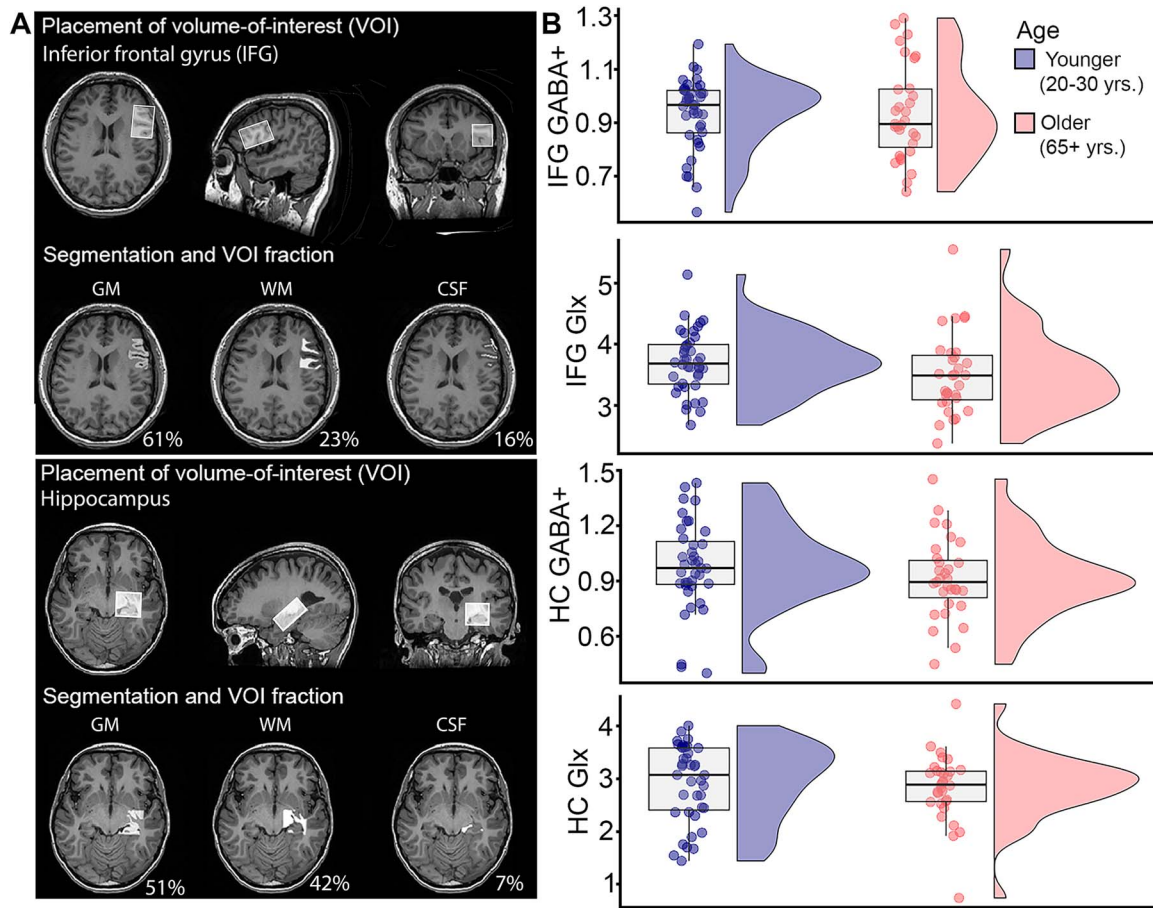 A
Placement of volume-of-interest (VOI)
Inferior frontal gyrus (IFG)
Segmentation and VOI fraction
GM WM CSF
61% 23% 16%
Placement of volume-of-interest (VOI)
Hippocampus
Segmentation and VOI fraction
GM WM CSF
51% 42% 7%
B
IFG GABA+
1.3
1.1
0.9
0.7
Age
Younger
(20-30 yrs.)
Older
(65+ yrs.)
IFG Glx
5
4
3
HC GABA+
1.5
1.2
0.9
0.6
HC Glx
4
3
2
1